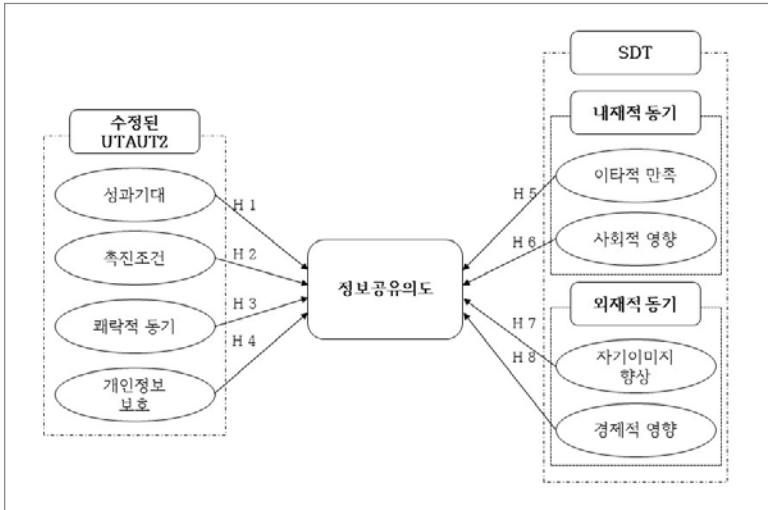 수정된
UTAUT2
성과기대
촉진조건
쾌락적 동기
개인정보
보호
H 1
H 2
H 3
H 4
정보공유의도
SDT
내재적 동기
이타적 만족
사회적 영향
H 5
H 6
외재적 동기
자기이미지
향상
경제적 영향
H 7
H 8